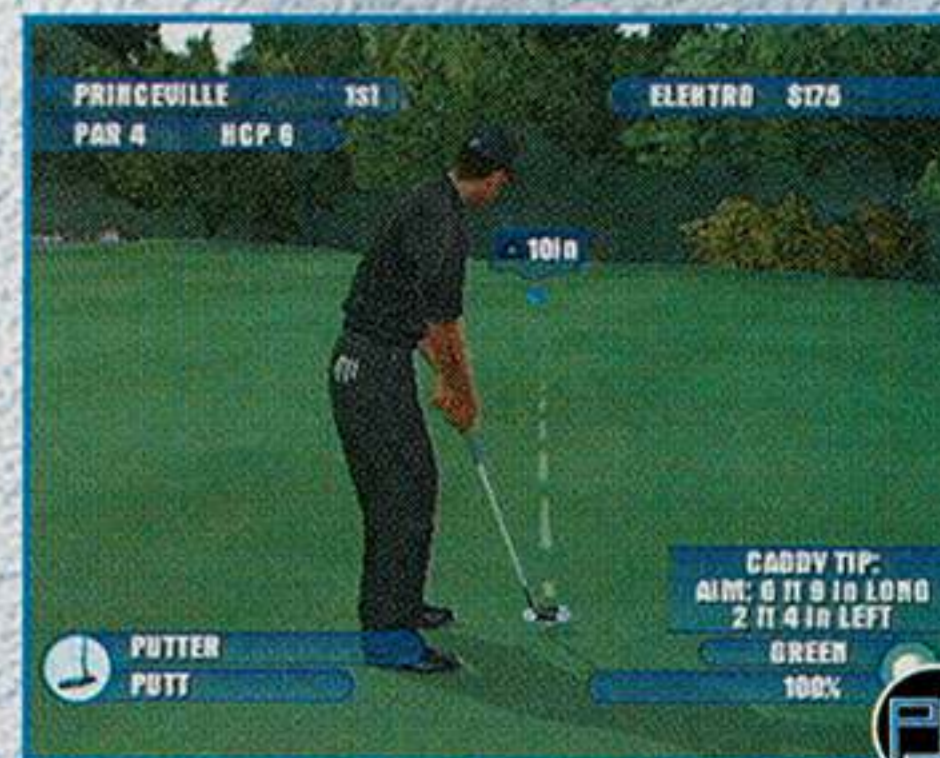 PRINCEVILLE 1ST
PAR 4 HCP 6
ELEKTRO $175
- 10in
CADDY TIP:
AIM: 6 ft 9 in LONG
2 ft 4 in LEFT
PUTTER
PUTT
GREEN
100%
P